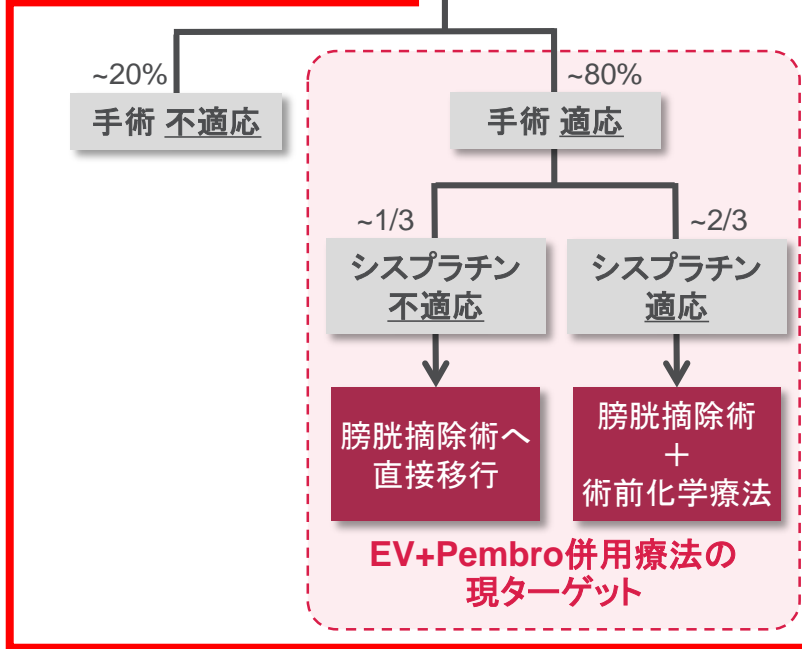 ~20%
~80%
手術 不適応
手術 適応
~1/3
~2/3
シスプラチン
不適応
シスプラチン
適応
膀胱摘除術へ
直接移行
膀胱摘除術
＋
術前化学療法
EV+Pembro併用療法の
現ターゲット